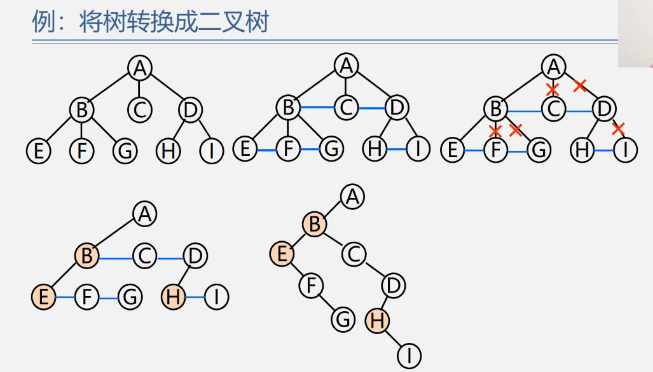 例：将树转换成二叉树
A A A
B C D B C D B C D
E F G H I E F G H I E F G H I
A
B C D
E F G H I
A
B
E C
F D
G H
I